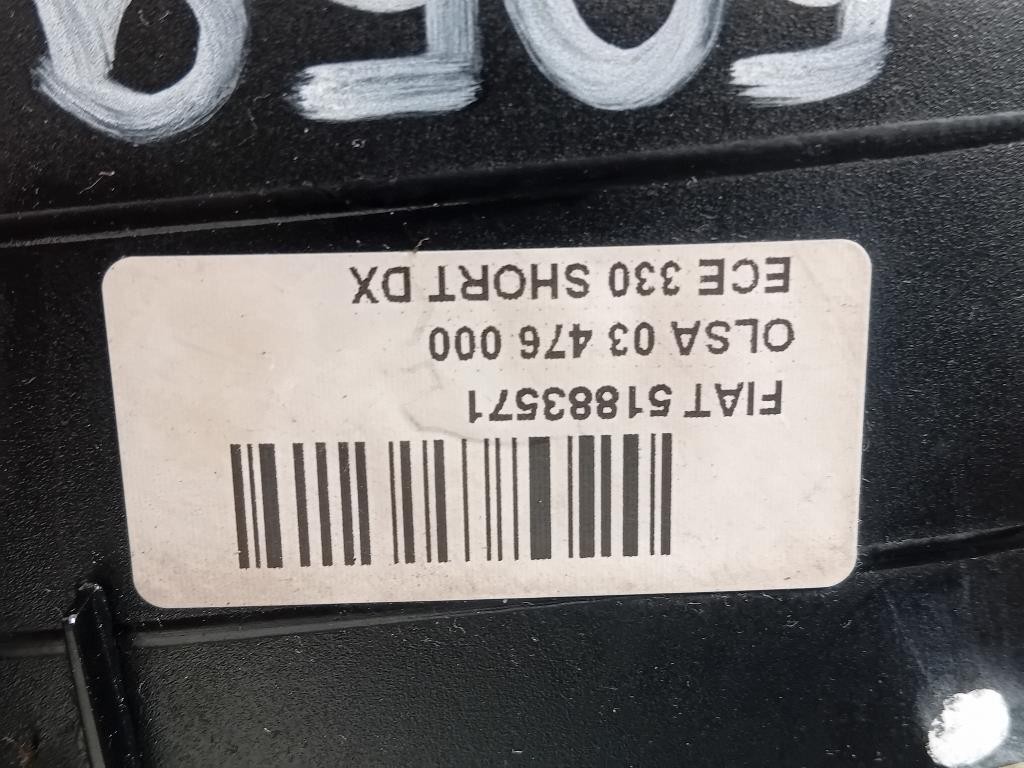 FIAT 51883571
OLSA 03 476 000
ECE 330 SHORT DX